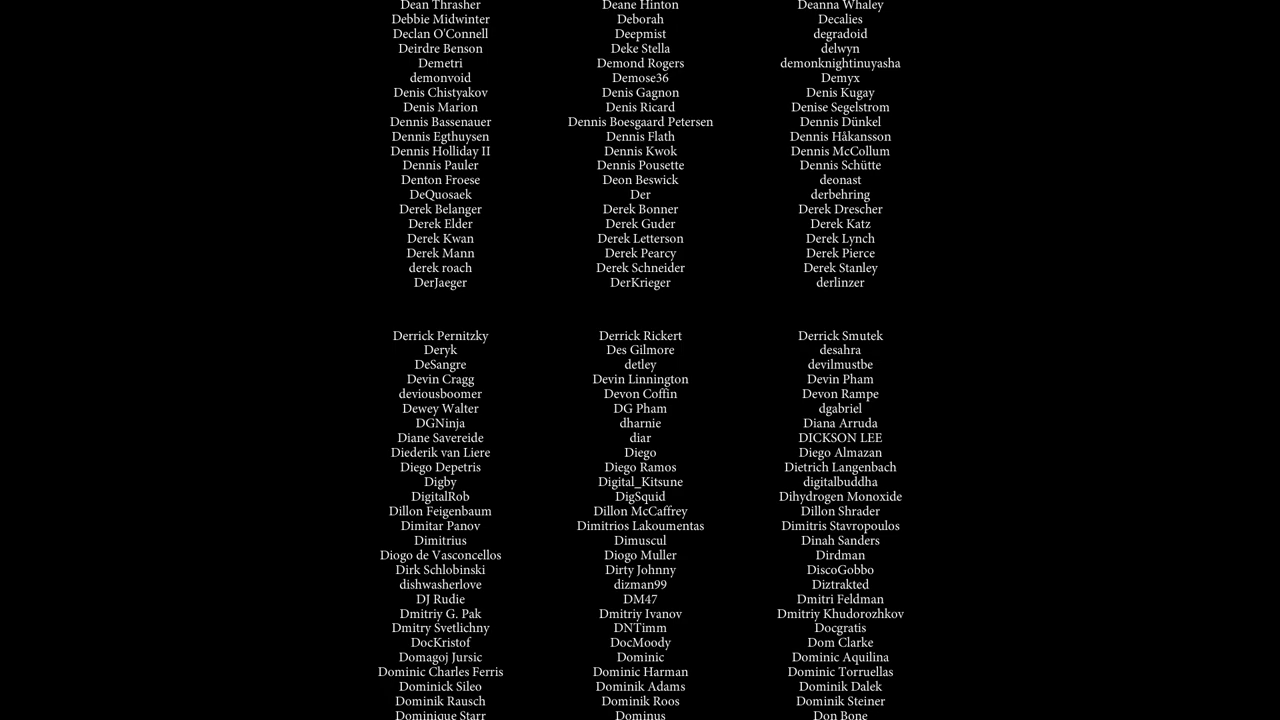 Dean Thrasher Deane Hinton Deanna Whaley
Debbie Midwinter Deborah Decalies
Declan O'Connell Deepmist degradoid
Deirdre Benson Deke Stella delwyn
Demetri Demond Rogers demonknightinuyasha
demonvoid Demose36 Demyx
Denis Chistyakov Denis Gagnon Denis Kugay
Denis Marion Denis Ricard Denise Segelstrom
Dennis Bassenauer Dennis Boesgaard Petersen Dennis Dünkel
Dennis Egthuysen Dennis Flath Dennis Håkansson
Dennis Holliday II Dennis Kwok Dennis McCollum
Dennis Pauler Dennis Pousette Dennis Schütte
Denton Froese Deon Beswick deonast
DeQuosaek Der derbehring
Derek Belanger Derek Bonner Derek Drescher
Derek Elder Derek Guder Derek Katz
Derek Kwan Derek Letterson Derek Lynch
Derek Mann Derek Pearcy Derek Pierce
derek roach Derek Schneider Derek Stanley
DerJaeger DerKrieger derlinzer
Derrick Pernitzky Derrick Rickert Derrick Smutek
Deryk Des Gilmore desahra
DeSangre detley devilmustbe
Devin Cragg Devin Linnington Devin Pham
deviousboomer Devon Coffin Devon Rampe
Dewey Walter DG Pham dgabriel
DGNinja dharnie Diana Arruda
Diane Savereide diar DICKSON LEE
Diederik van Liere Diego Diego Almazan
Diego Depetris Diego Ramos Dietrich Langenbach
Digby Digital_Kitsune digitalbuddha
DigitalRob DigSquid Dihydrogen Monoxide
Dillon Feigenbaum Dillon McCaffrey Dillon Shrader
Dimitar Panov Dimitrios Lakoumentas Dimitris Stavropoulos
Dimitrius Dimuscul Dinah Sanders
Diogo de Vasconcellos Diogo Muller Dirdman
Dirk Schlobinski Dirty Johnny DiscoGobbo
dishwasherlove dizman99 Diztrakted
DJ Rudie DM47 Dmitri Feldman
Dmitriy G. Pak Dmitriy Ivanov Dmitriy Khudorozhkov
Dmitry Svetlichny DNTimm Docgratis
DocKristof DocMoody Dom Clarke
Domagoj Jursic Dominic Dominic Aquilina
Dominic Charles Ferris Dominic Harman Dominic Torruellas
Dominick Sileo Dominik Adams Dominik Dalek
Dominik Rausch Dominik Roos Dominik Steiner
Dominique Starr Dominus Don Bone